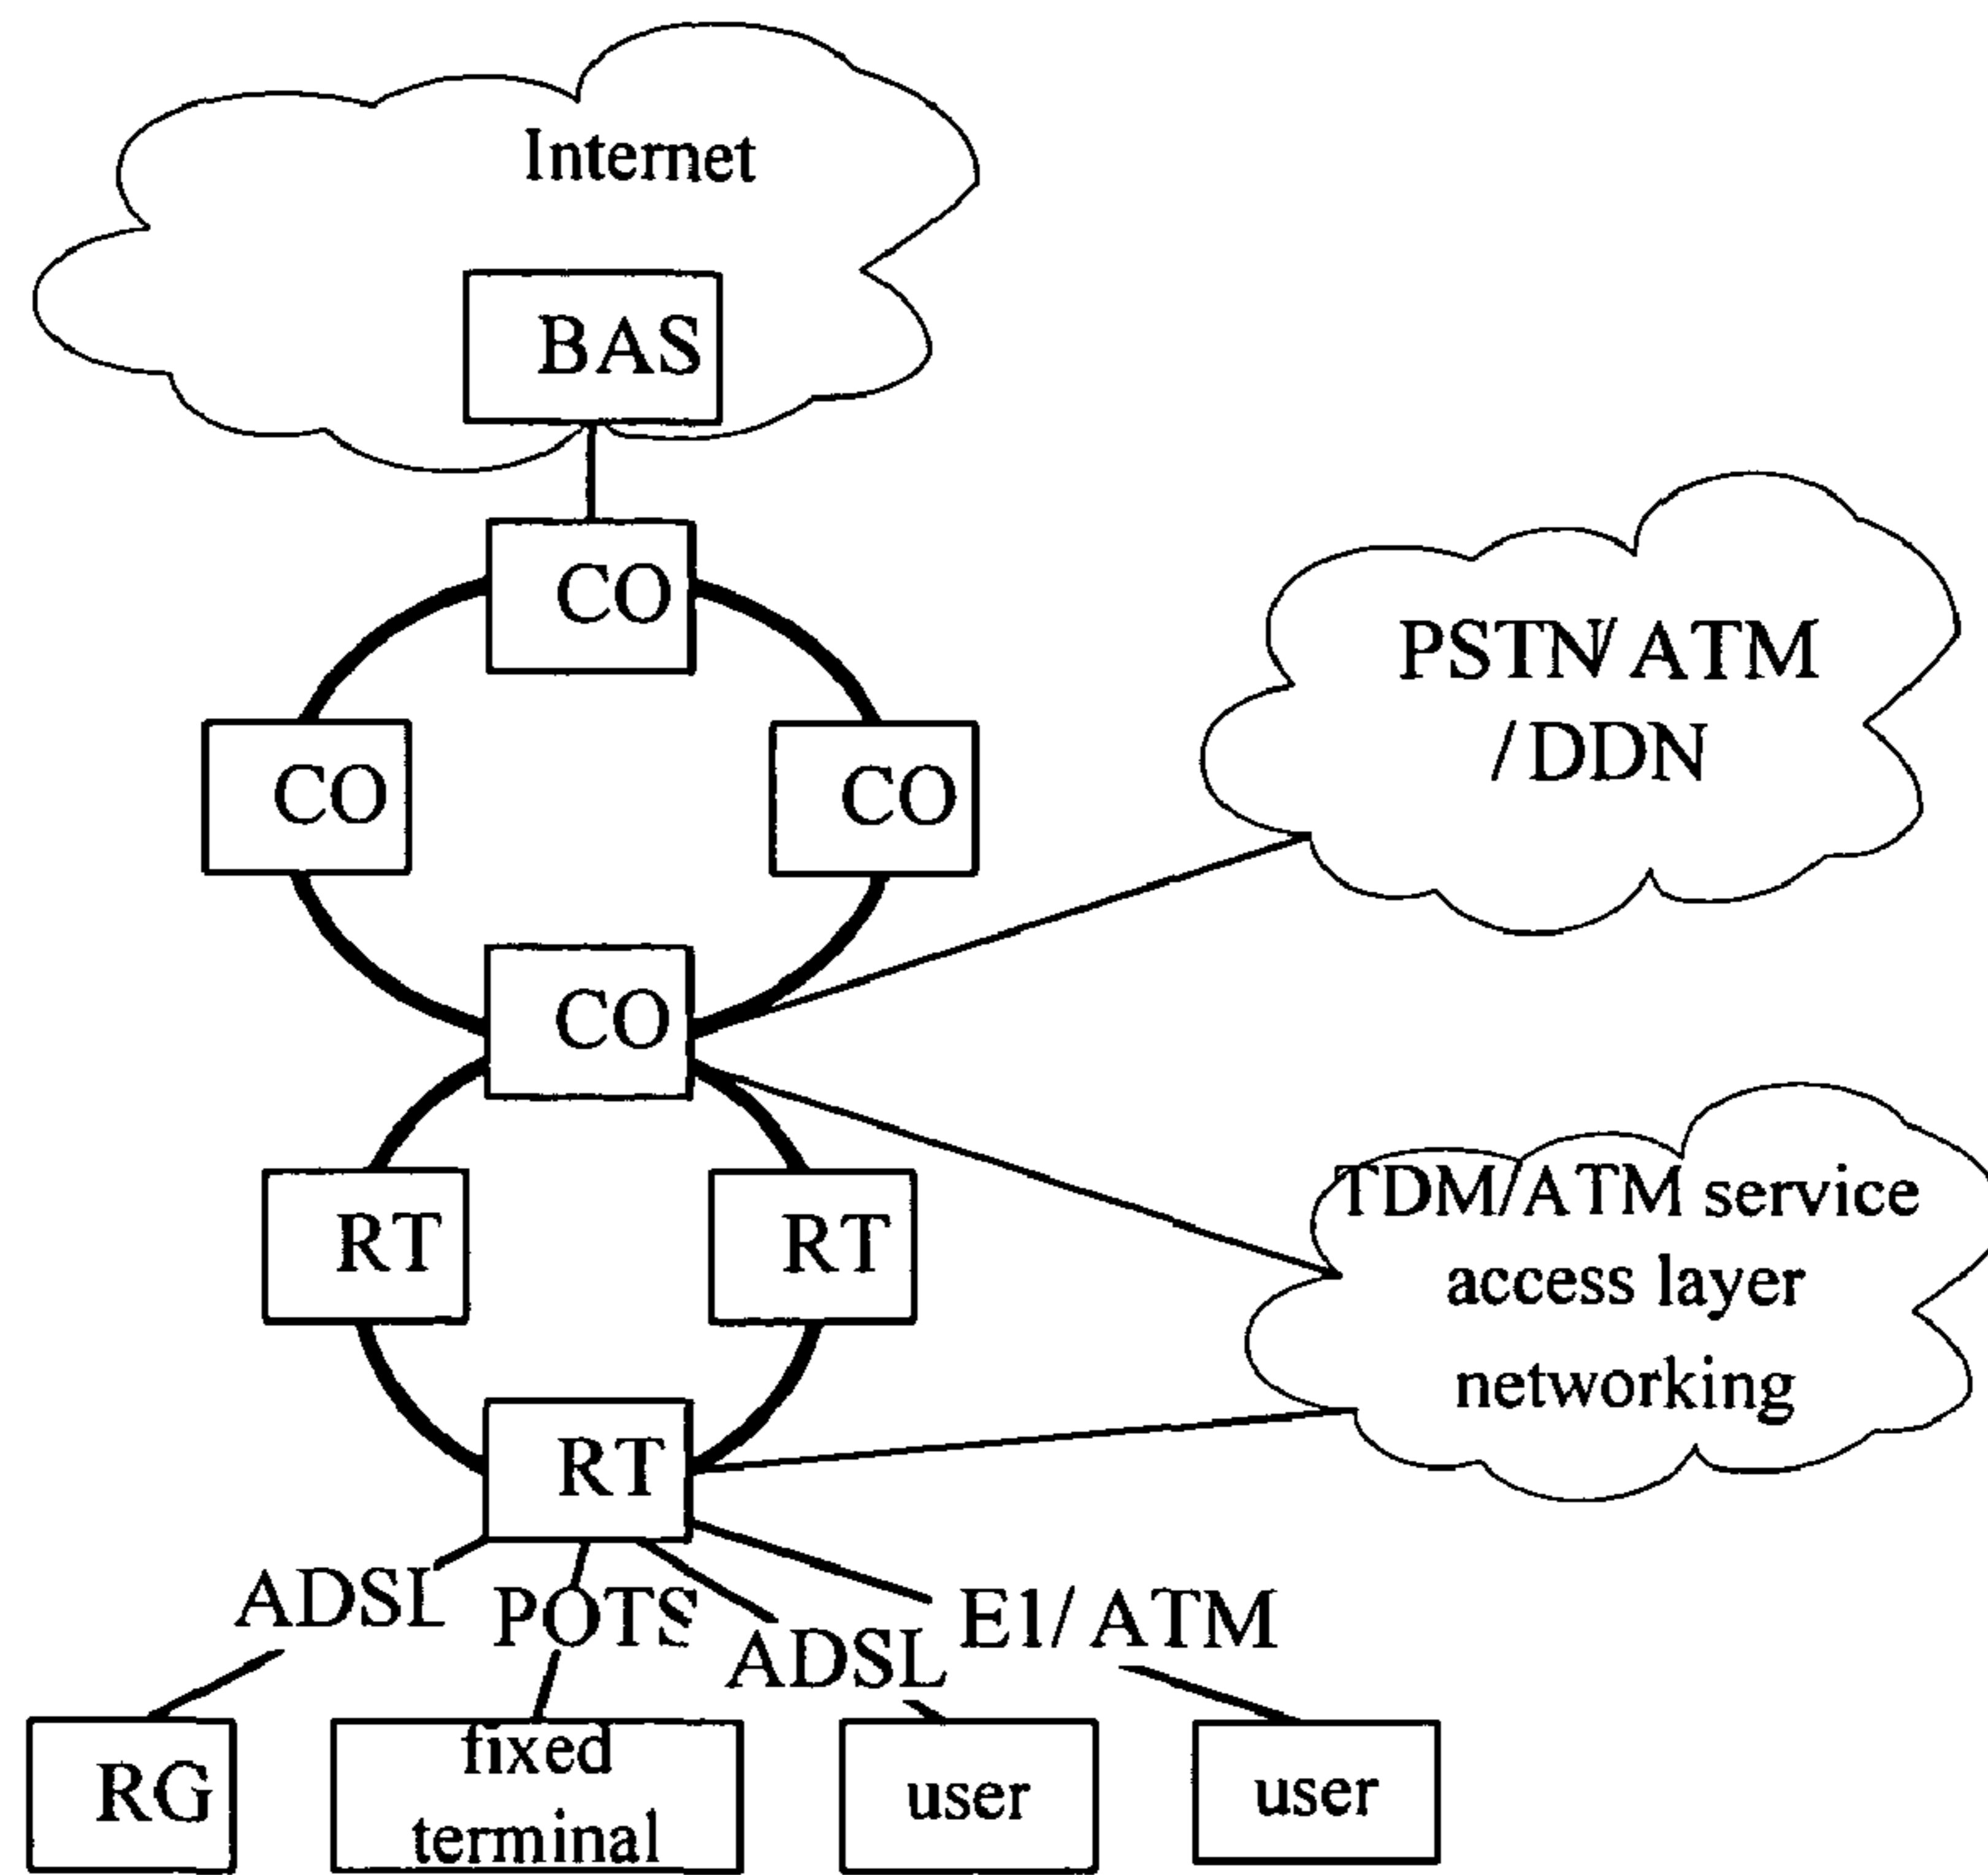 Internet
BAS
CO
CO
CO
PSTN/ATM
/DDN
CO
RT
RT
TDM/ATM service
access layer
networking
RT
ADSL
POTS
ADSL
E1/ATM
RG
fixed
terminal
user
user